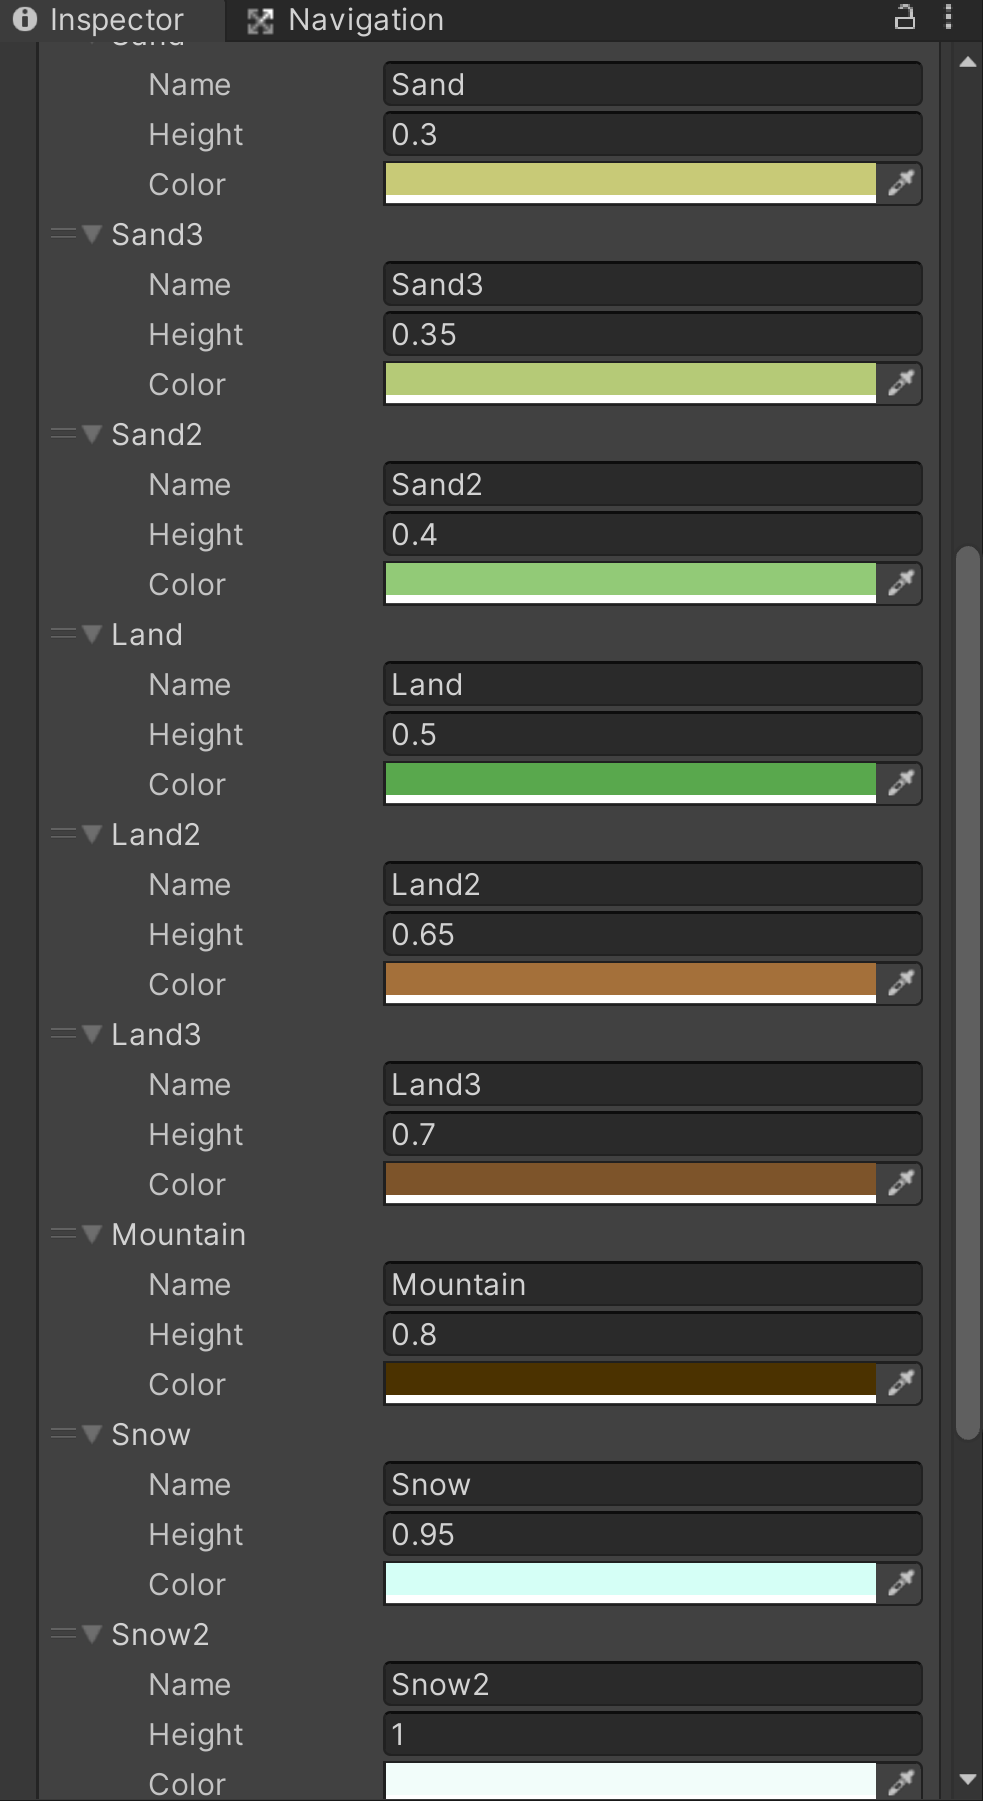 Inspector Navigation
Sand
Name Sand
Height 0.3
Color
Sand3
Name Sand3
Height 0.35
Color
Sand2
Name Sand2
Height 0.4
Color
Land
Name Land
Height 0.5
Color
Land2
Name Land2
Height 0.65
Color
Land3
Name Land3
Height 0.7
Color
Mountain
Name Mountain
Height 0.8
Color
Snow
Name Snow
Height 0.95
Color
Snow2
Name Snow2
Height 1
Color